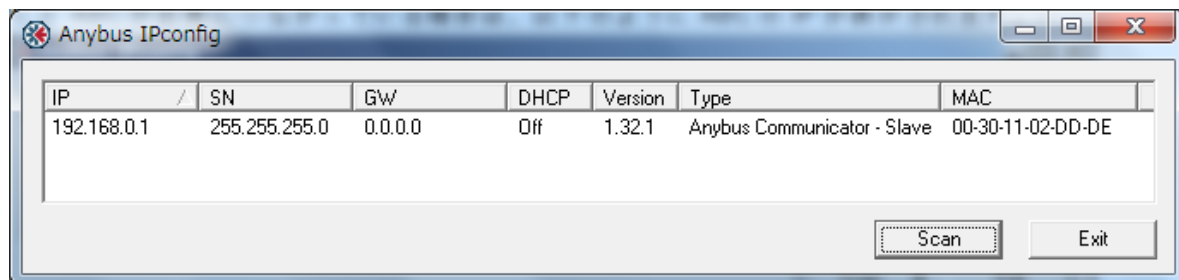 Anybus IPconfig
IP SN GW DHCP Version Type MAC
192.168.0.1 255.255.255.0 0.0.0.0 Off 1.32.1 Anybus Communicator - Slave 00-30-11-02-DD-DE
Scan Exit